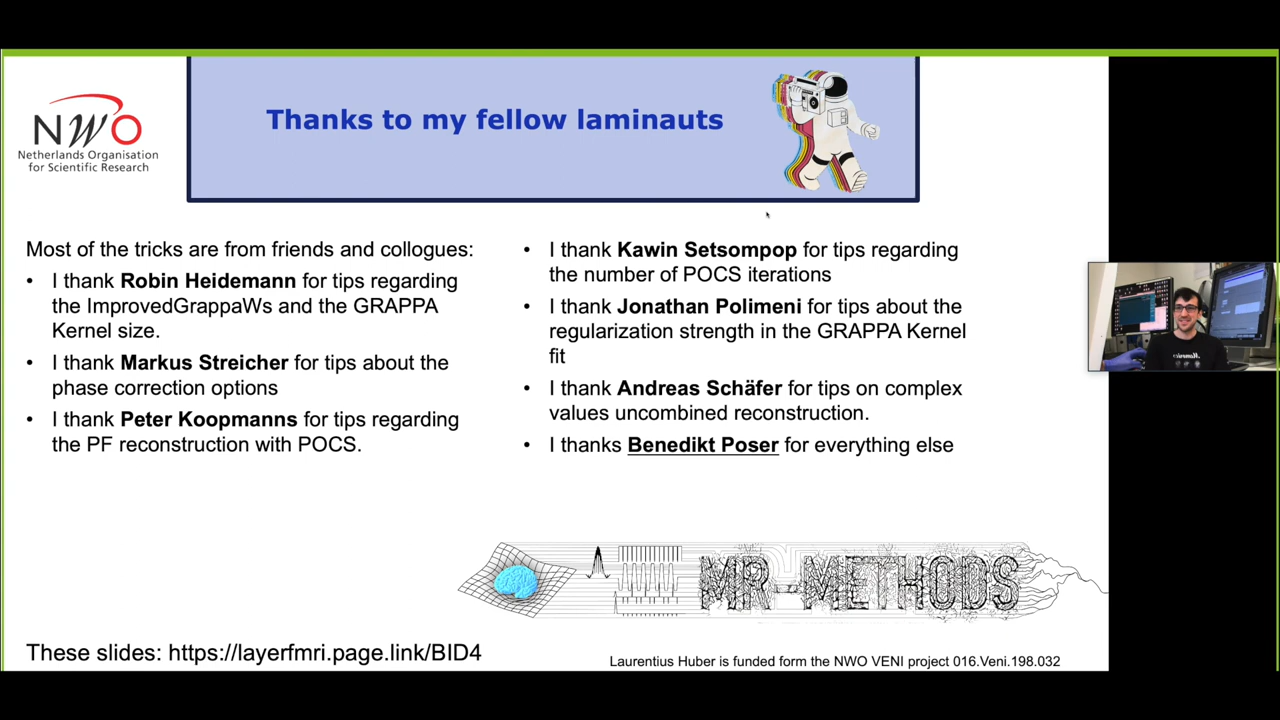 Thanks to my fellow laminauts
NWO
Netherlands Organisation
for Scientific Research
Most of the tricks are from friends and collogues:
• I thank Robin Heidemann for tips regarding
the ImprovedGrappaWs and the GRAPPA
Kernel size.
• I thank Markus Streicher for tips about the
phase correction options
• I thank Peter Koopmanns for tips regarding
the PF reconstruction with POCS.
• I thank Kawin Setsompop for tips regarding
the number of POCS iterations
• I thank Jonathan Polimeni for tips about the
regularization strength in the GRAPPA Kernel
fit
• I thank Andreas Schäfer for tips on complex
values uncombined reconstruction.
• I thanks Benedikt Poser for everything else
MR-METHODS
These slides: https://layerfmri.page.link/BID4
Laurentius Huber is funded form the NWO VENI project 016.Veni.198.032